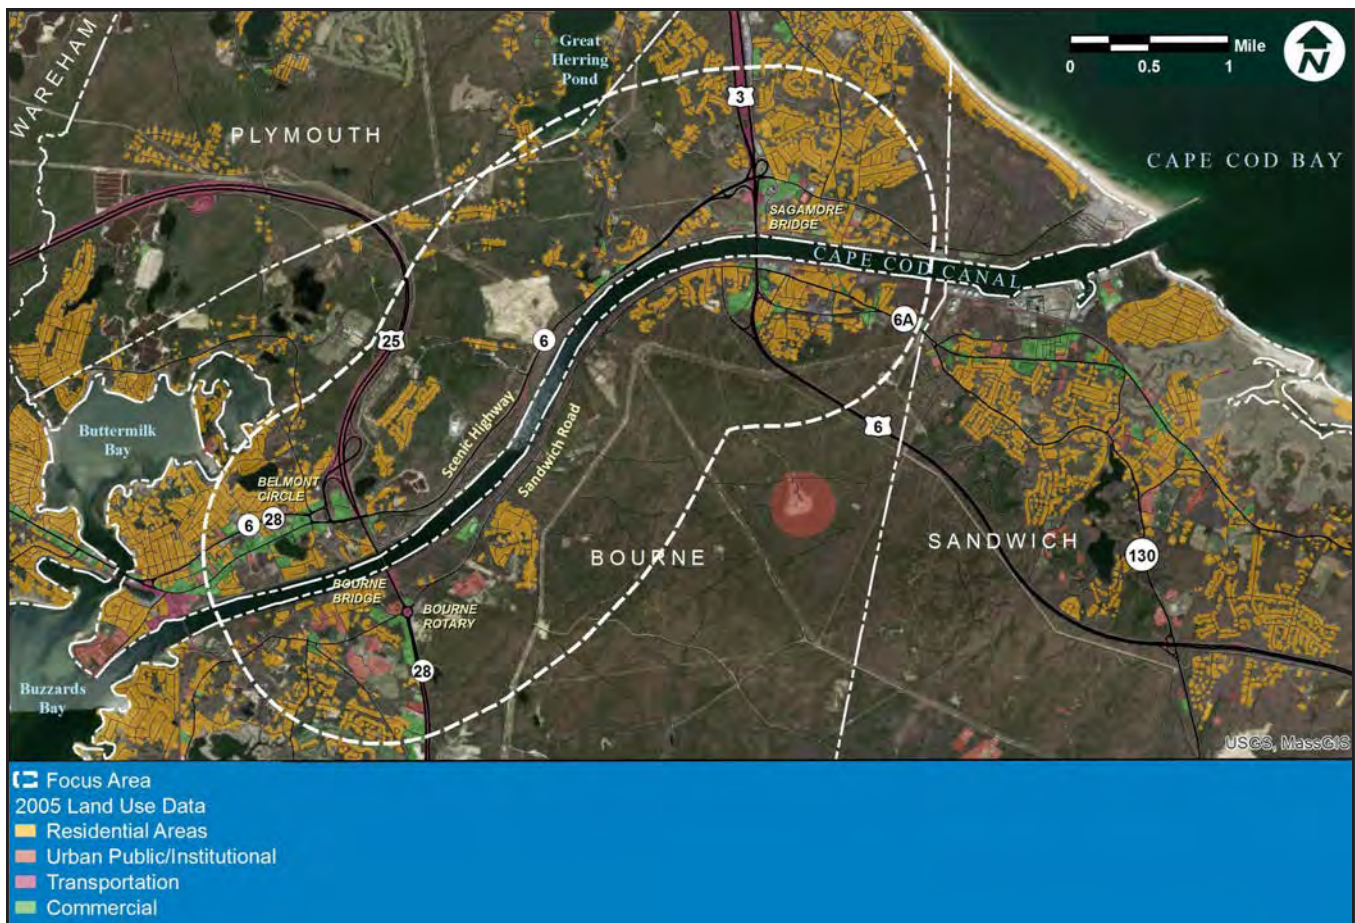 Great
Herring
Pond
Mile
0 0.5 1
N
WAREHAM
3
PLYMOUTH
CAPE COD BAY
SAGAMORE
BRIDGE
CAPE COD CANAL
6A
25
6
Scenic Highway
Sandwich Road
Buttermilk
Bay
BELMONT
CIRCLE
6
28
6
BOURNE
SANDWICH
130
BOURNE
BRIDGE
BOURNE
ROTARY
28
Buzzards
Bay
USGS, MassGIS
Focus Area
2005 Land Use Data
Residential Areas
Urban Public/Institutional
Transportation
Commercial